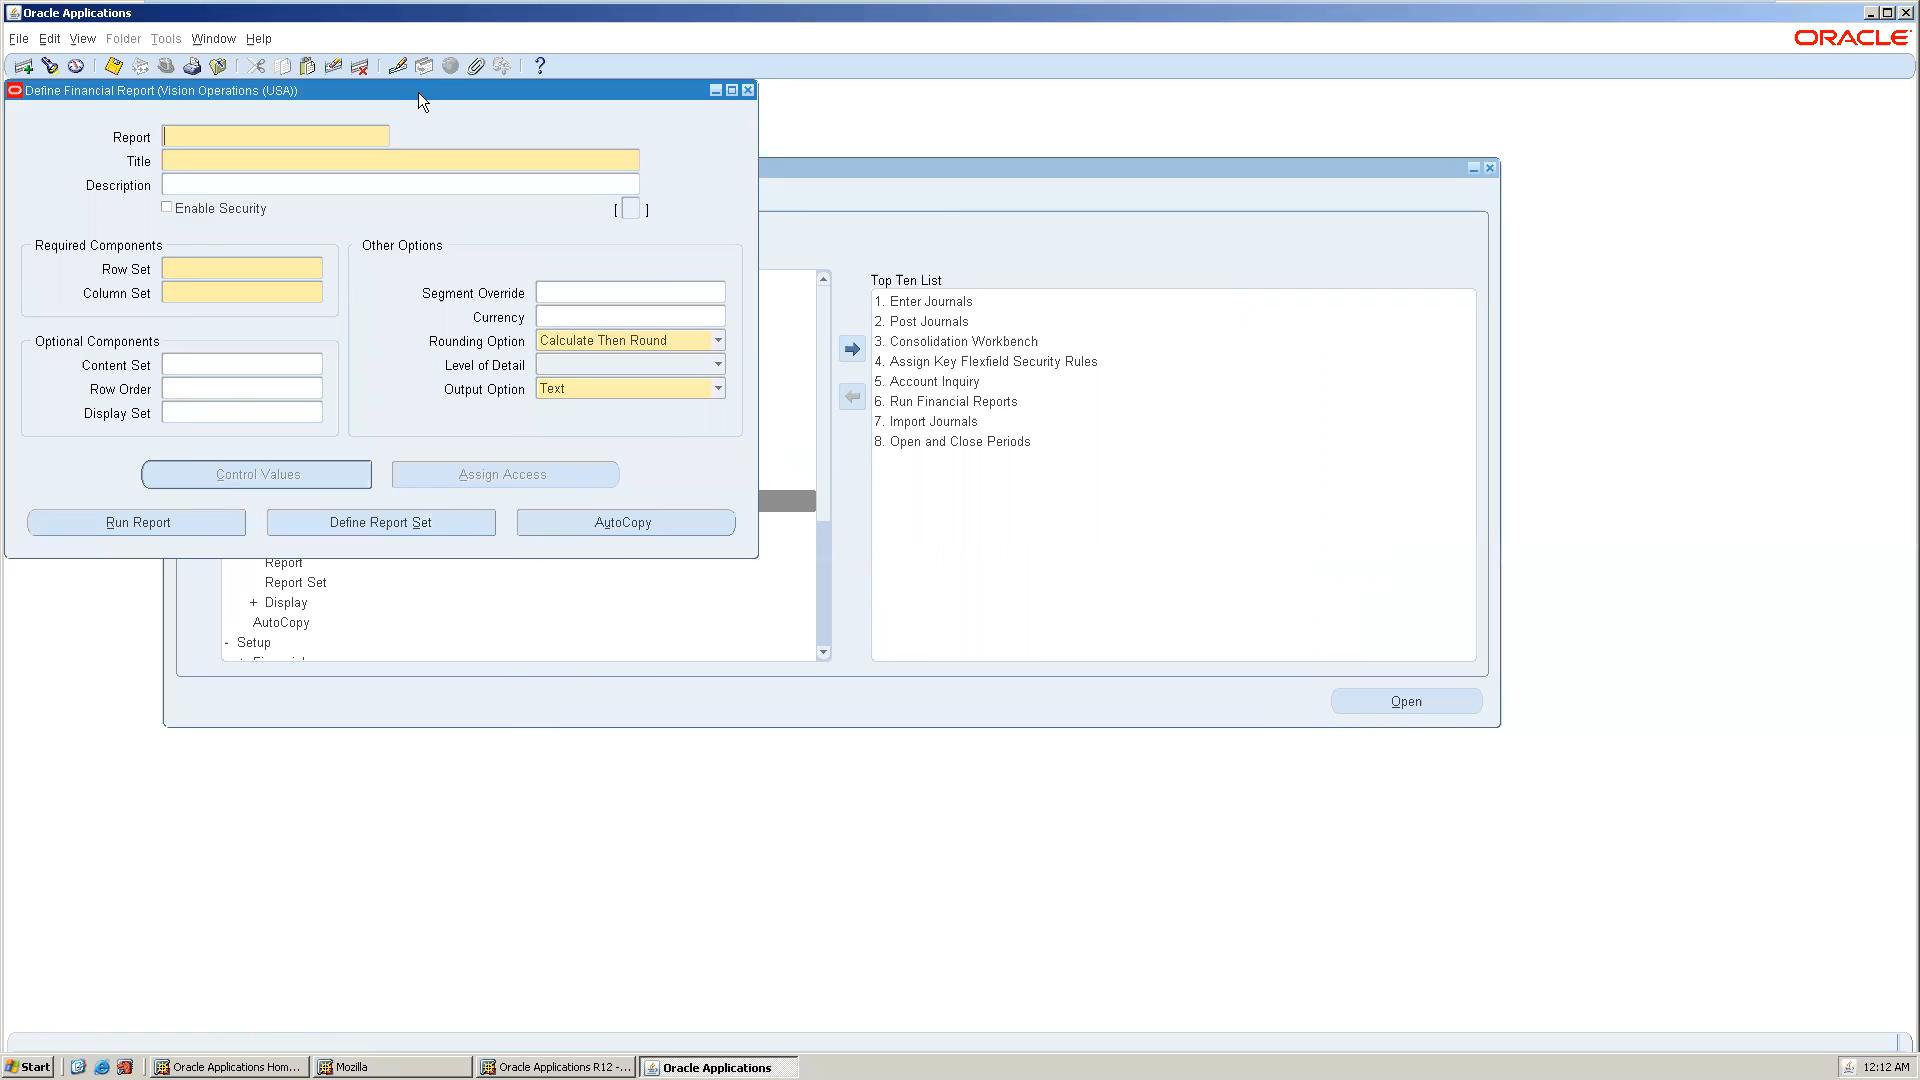 Oracle Applications
File Edit View Folder Tools Window Help
ORACLE
Define Financial Report (Vision Operations (USA))
Report
Title
Description
Enable Security
[ ]
Required Components
Row Set
Column Set
Other Options
Segment Override
Currency
Rounding Option Calculate Then Round
Level of Detail
Output Option Text
Optional Components
Content Set
Row Order
Display Set
Control Values
Assign Access
Run Report
Define Report Set
AutoCopy
Report
Report Set
+ Display
AutoCopy
- Setup
Top Ten List
1. Enter Journals
2. Post Journals
3. Consolidation Workbench
4. Assign Key Flexfield Security Rules
5. Account Inquiry
6. Run Financial Reports
7. Import Journals
8. Open and Close Periods
Open
Start
Oracle Applications Hom...
Mozilla
Oracle Applications R12 -...
Oracle Applications
12:12 AM